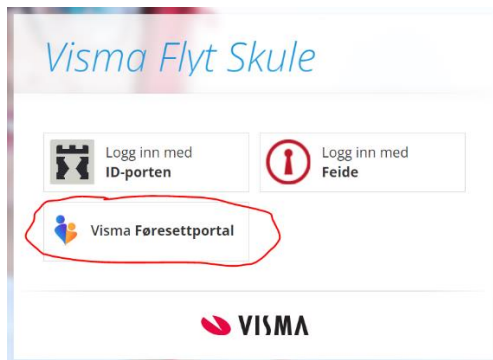 Visma Flyt Skule
Logg inn med
ID-porten
Logg inn med
Feide
Visma Føresettportal
VISMA